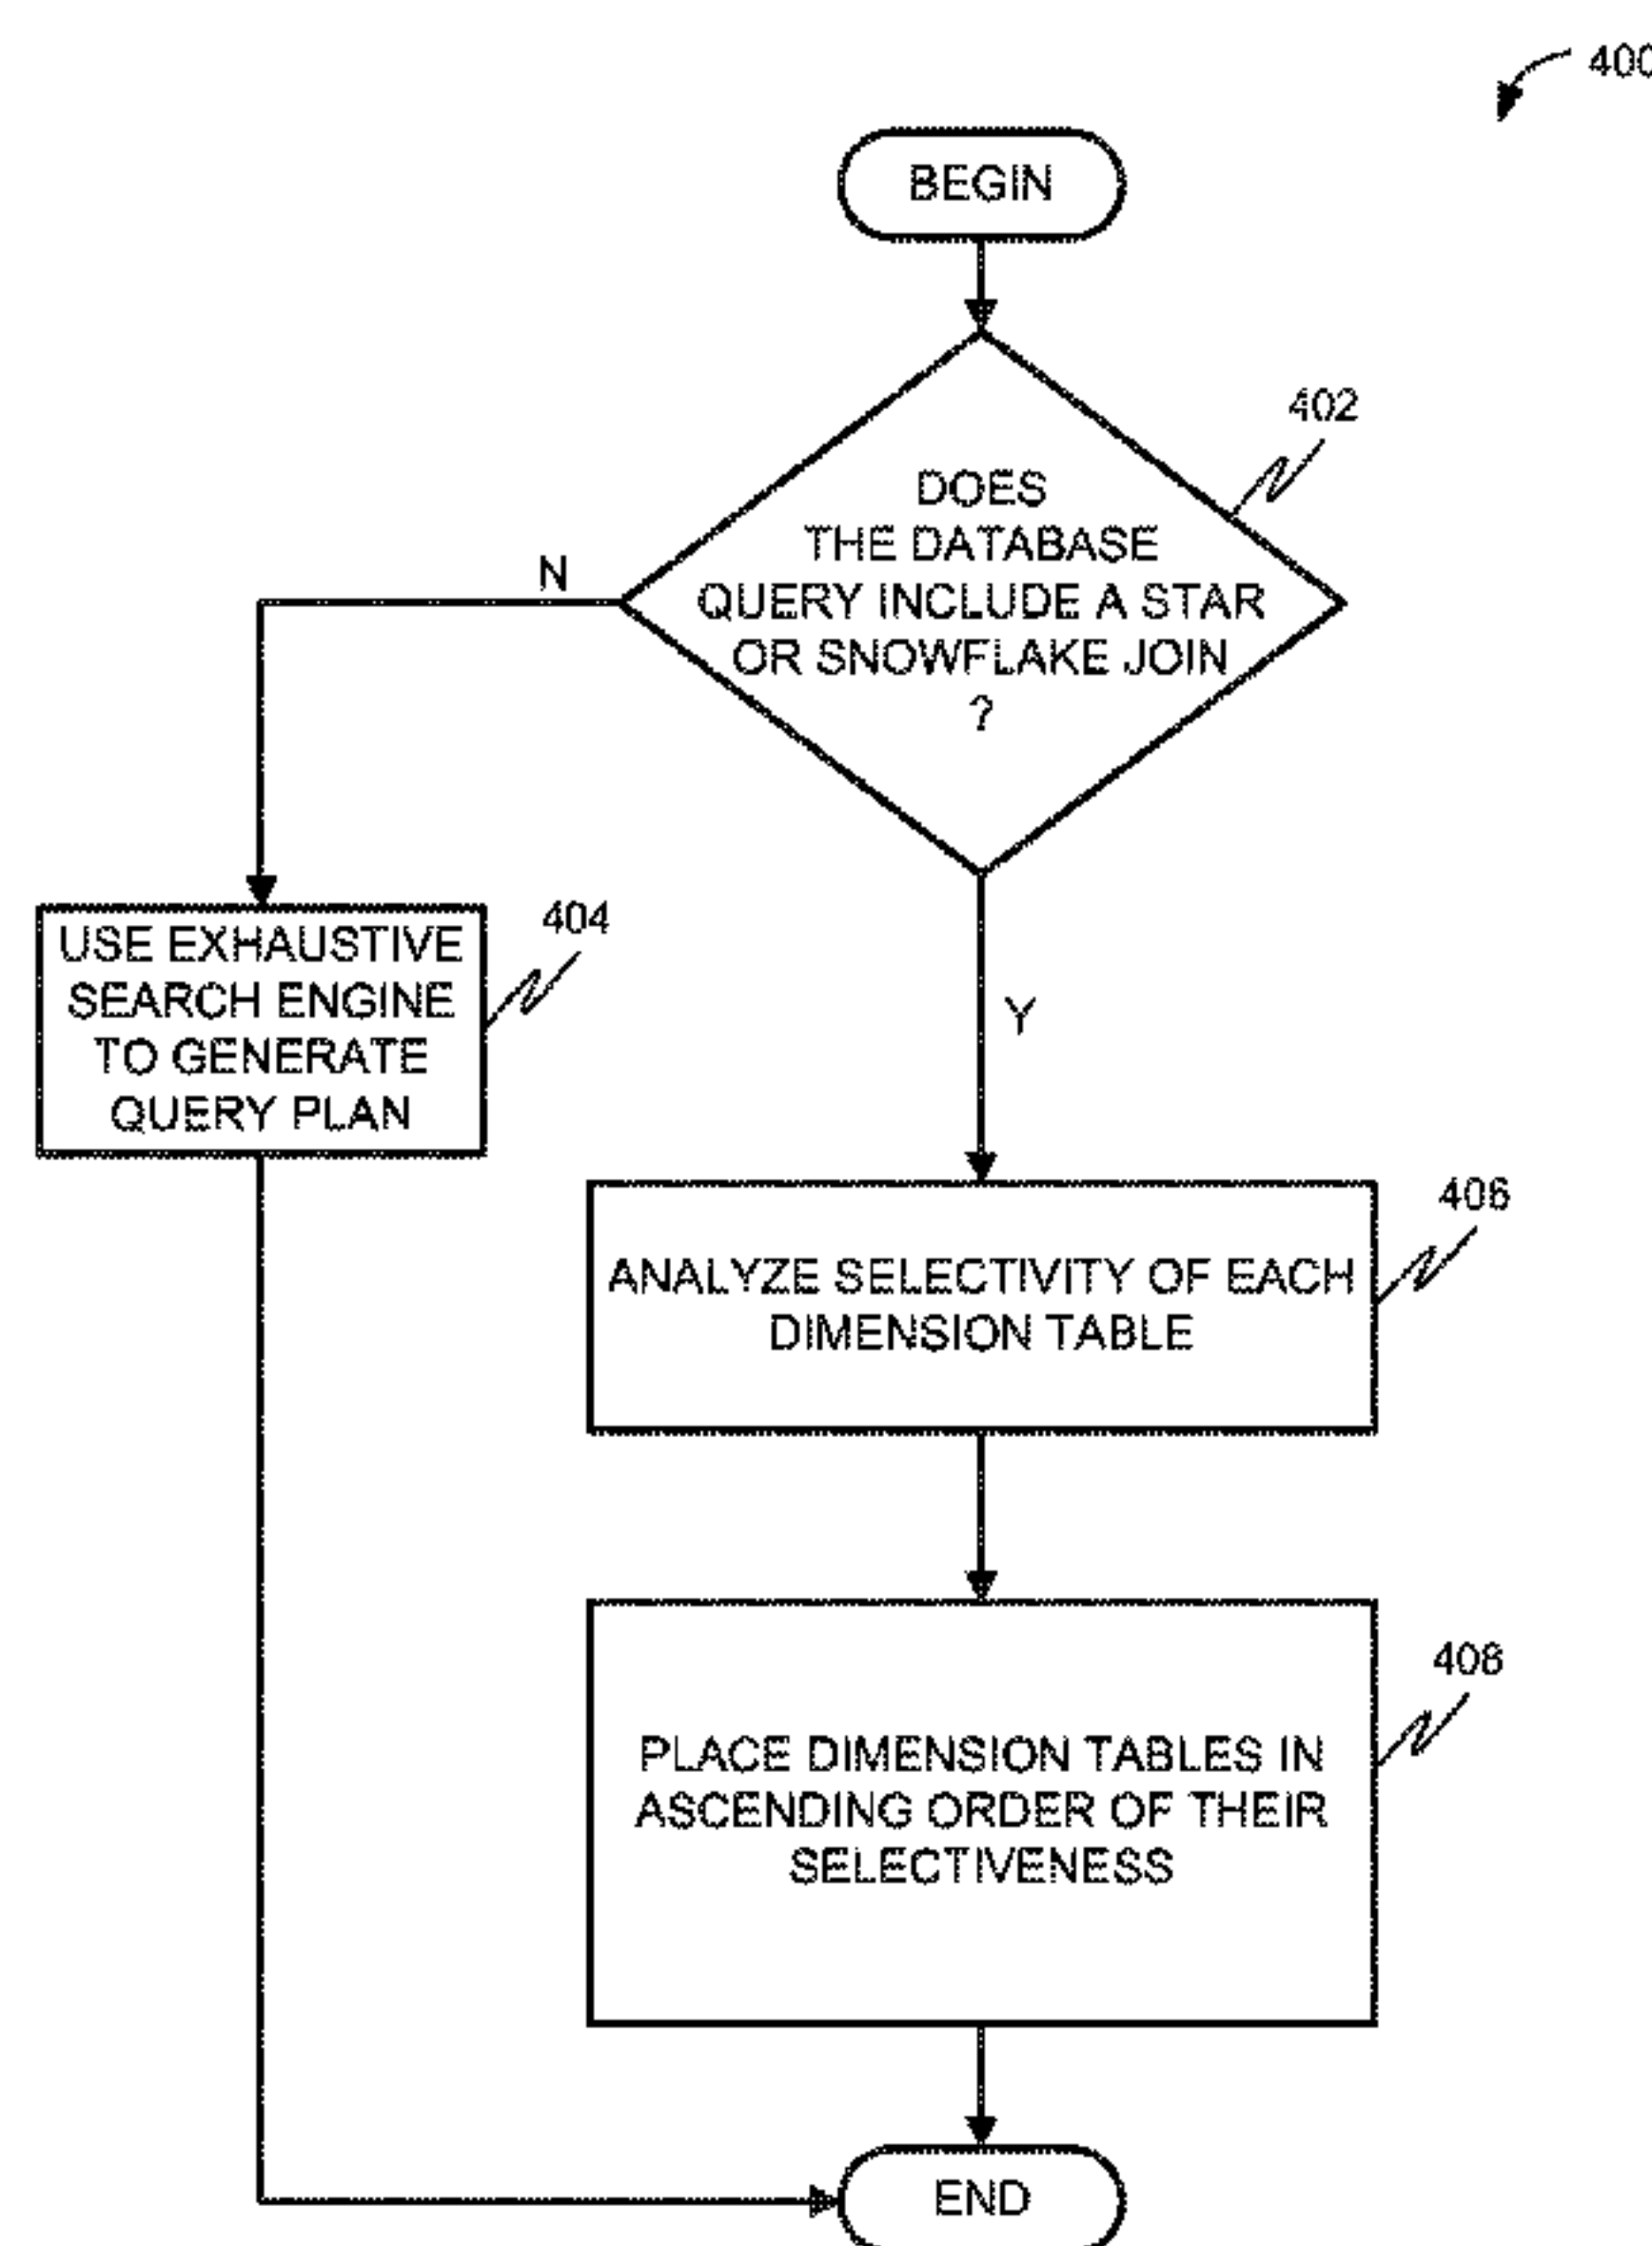 400
BEGIN
402
DOES
THE DATABASE
QUERY INCLUDE A STAR
OR SNOWFLAKE JOIN
?
N
Y
404
USE EXHAUSTIVE
SEARCH ENGINE
TO GENERATE
QUERY PLAN
406
ANALYZE SELECTIVITY OF EACH
DIMENSION TABLE
408
PLACE DIMENSION TABLES IN
ASCENDING ORDER OF THEIR
SELECTIVENESS
END